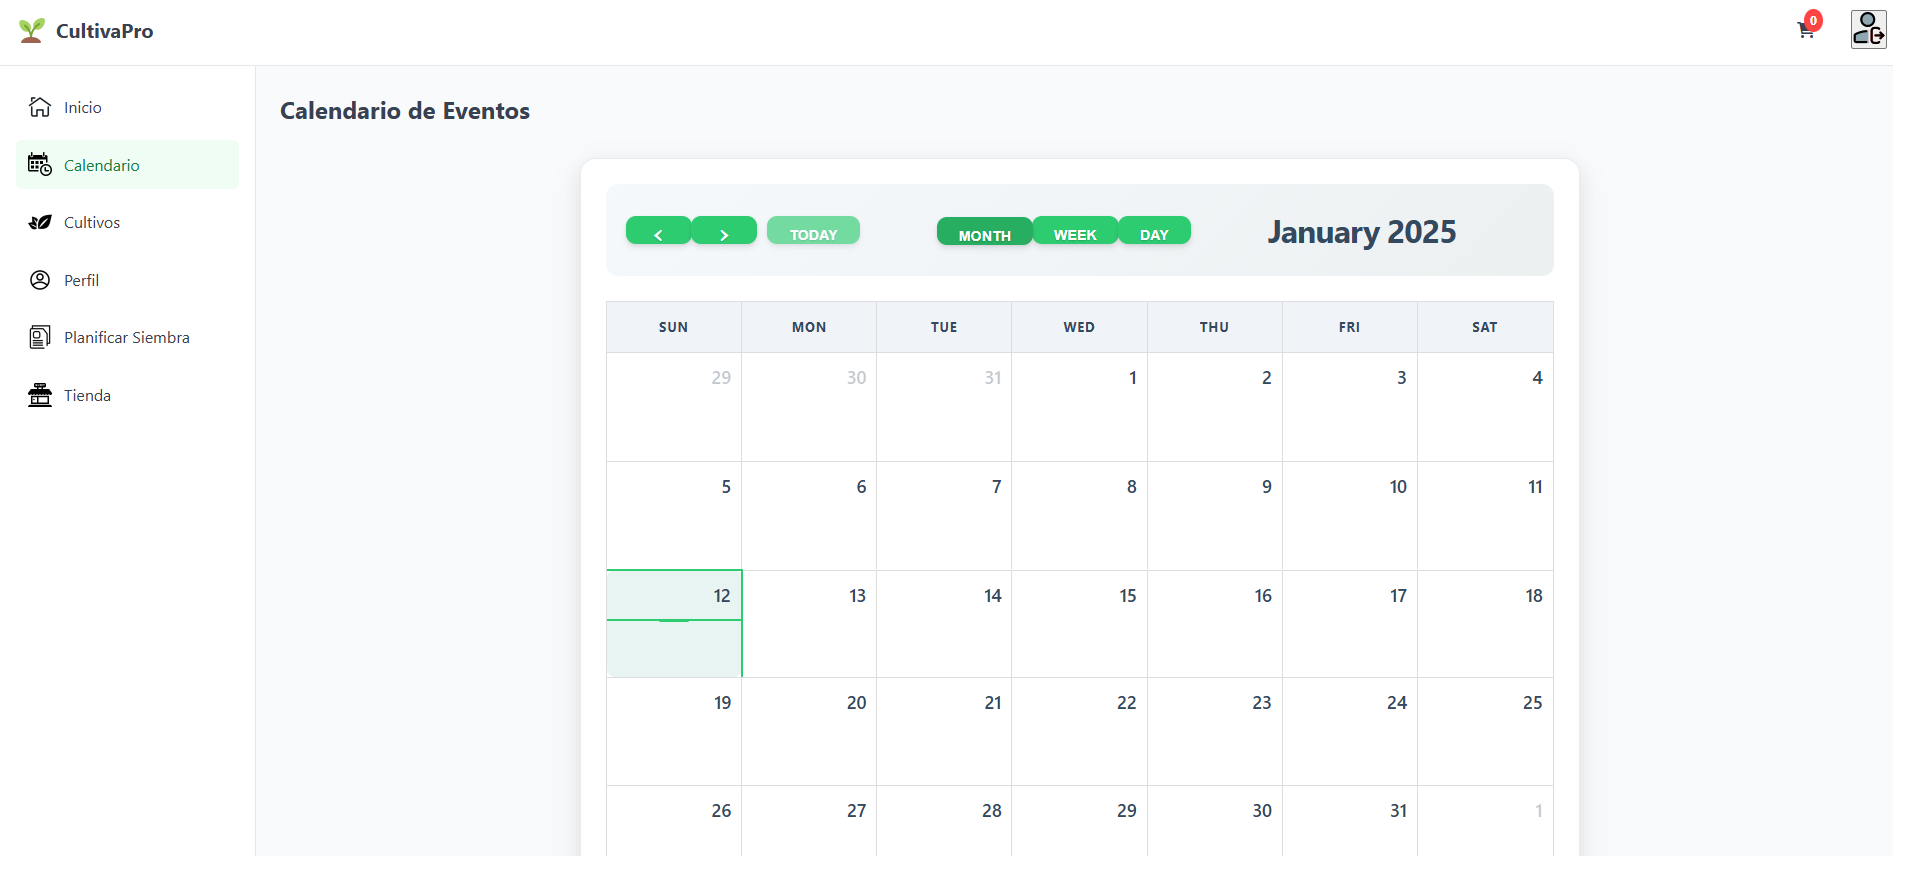 CultivaPro
0
Inicio
Calendario
Cultivos
Perfil
Planificar Siembra
Tienda
Calendario de Eventos
< > TODAY MONTH WEEK DAY January 2025
SUN MON TUE WED THU FRI SAT
29 30 31 1 2 3 4
5 6 7 8 9 10 11
12 13 14 15 16 17 18
19 20 21 22 23 24 25
26 27 28 29 30 31 1